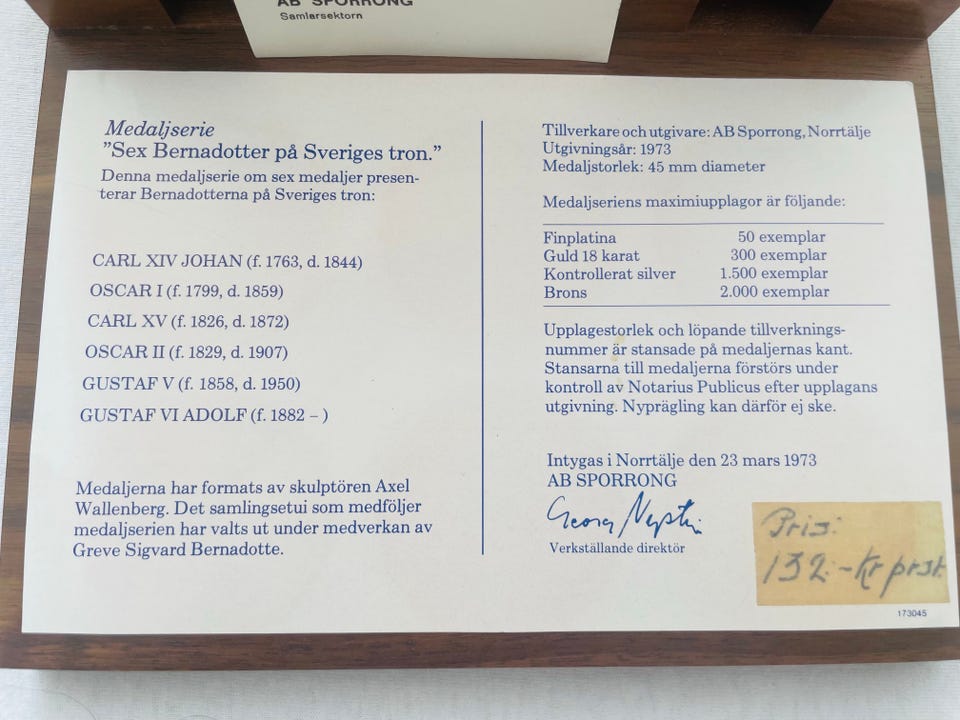 AB SPORRONG
Samlarsektorn
Medaljserie
"Sex Bernadotter på Sveriges tron."
Denna medaljserie om sex medaljer presen-
terar Bernadotterna på Sveriges tron:
CARL XIV JOHAN (f. 1763, d. 1844)
OSCAR I (f. 1799, d. 1859)
CARL XV (f. 1826, d. 1872)
OSCAR II (f. 1829, d. 1907)
GUSTAF V (f. 1858, d. 1950)
GUSTAF VI ADOLF (f. 1882 – )
Medaljerna har formats av skulptören Axel
Wallenberg. Det samlingsetui som medföljer
medaljserien har valts ut under medverkan av
Greve Sigvard Bernadotte.
Tillverkare och utgivare: AB Sporrong, Norrtälje
Utgivningsår: 1973
Medaljstorlek: 45 mm diameter
Medaljseriens maximiupplagor är följande:
Finplatina 50 exemplar
Guld 18 karat 300 exemplar
Kontrollerat silver 1.500 exemplar
Brons 2.000 exemplar
Upplagestorlek och löpande tillverknings-
nummer är stansade på medaljernas kant.
Stansarna till medaljerna förstörs under
kontroll av Notarius Publicus efter upplagans
utgivning. Nyprägling kan därför ej ske.
Intygas i Norrtälje den 23 mars 1973
AB SPORRONG
Georg
Verkställande direktör
Pris:
132:- Kr pr st.
173045